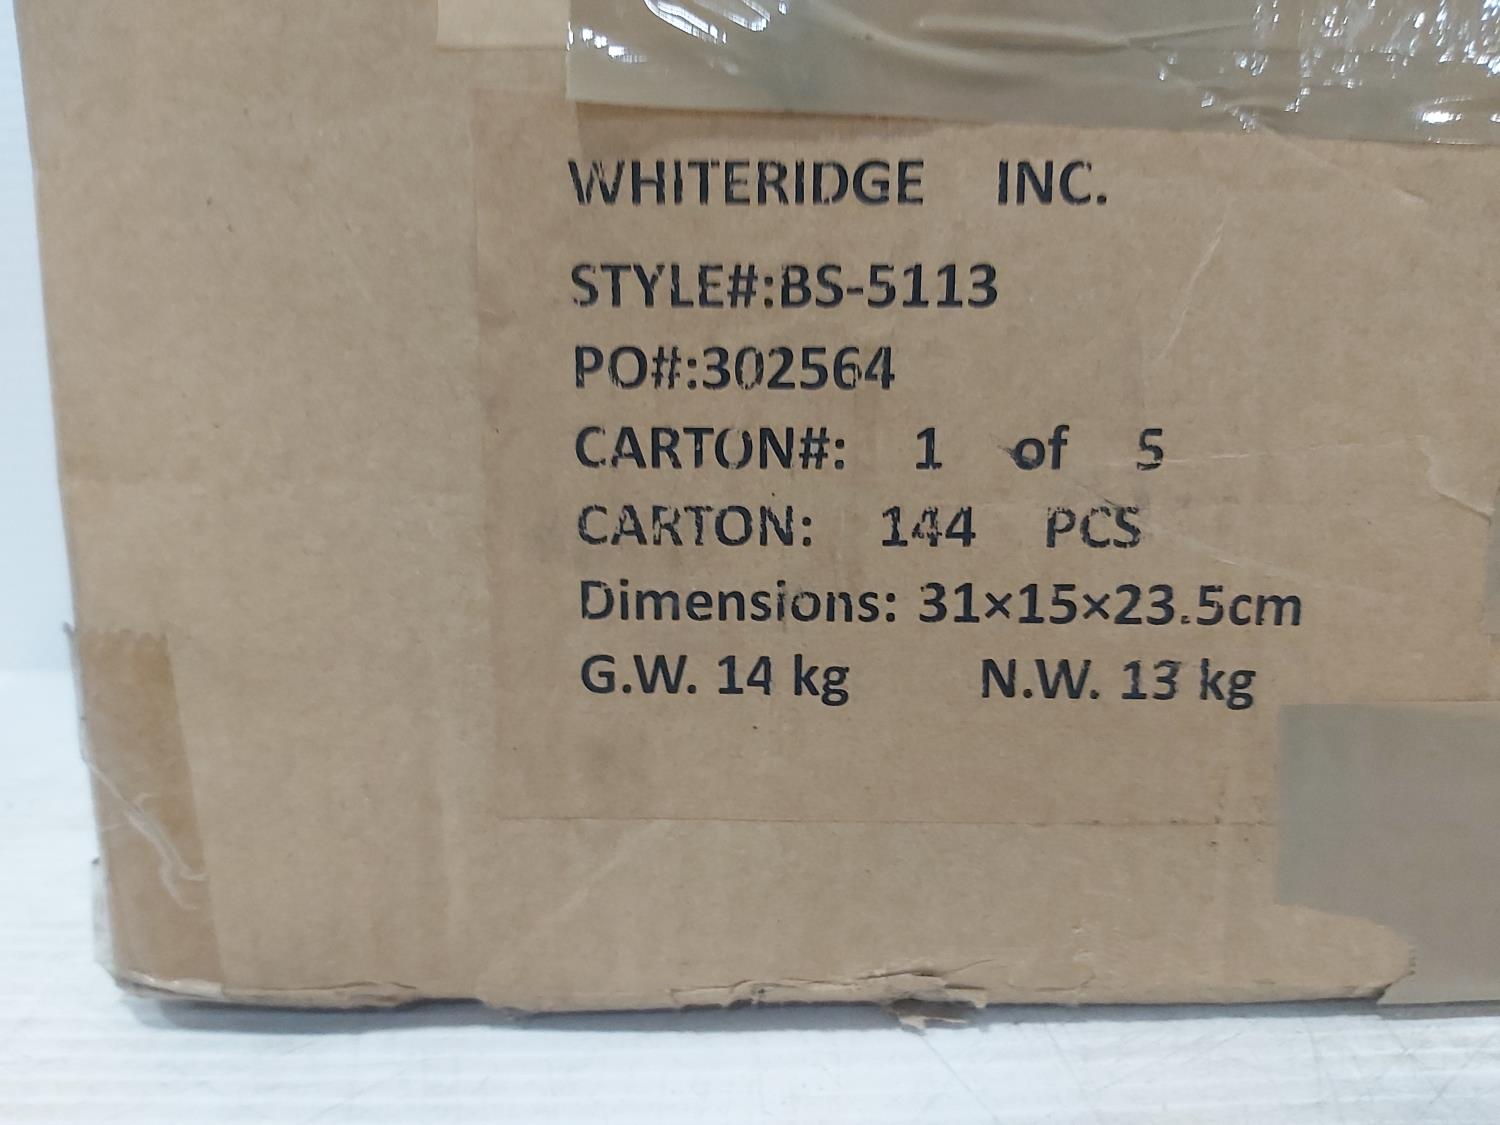 WHITERIDGE INC.
STYLE#:BS-5113
PO#:302564
CARTON#: 1 of 5
CARTON: 144 PCS
Dimensions: 31×15×23.5cm
G.W. 14 kg N.W. 13 kg